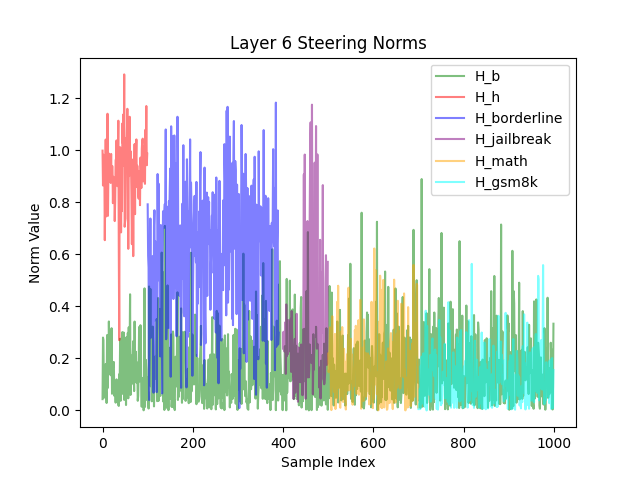 Layer 6 Steering Norms
Norm Value
1.2
1.0
0.8
0.6
0.4
0.2
0.0
H_b
H_h
H_borderline
H_jailbreak
H_math
H_gsm8k
0
200
400
600
800
1000
Sample Index